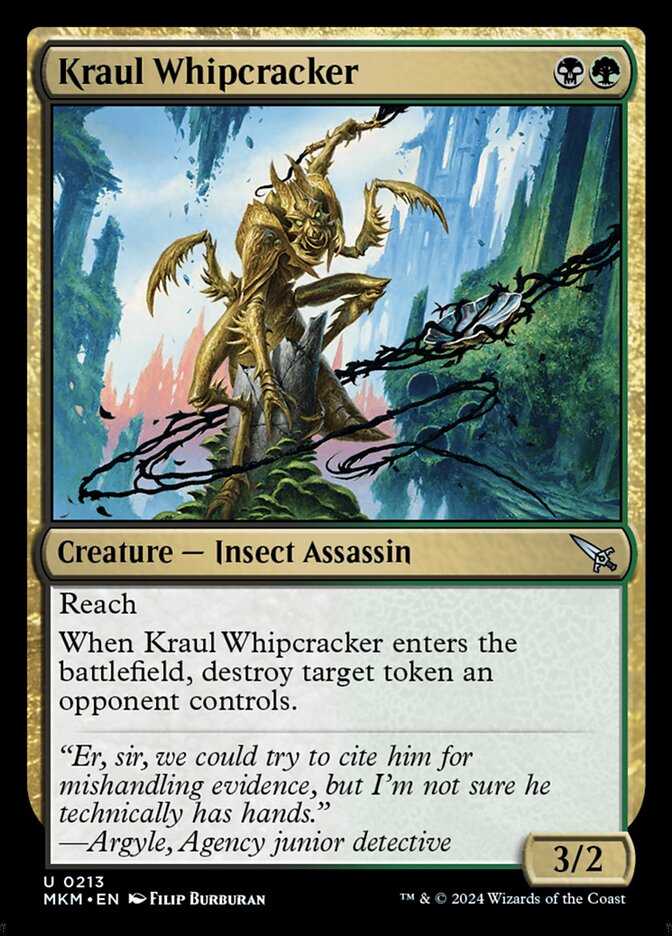 Kraul Whipcracker
Creature — Insect Assassin
Reach
When Kraul Whipcracker enters the
battlefield, destroy target token an
opponent controls.
“Er, sir, we could try to cite him for
mishandling evidence, but I’m not sure he
technically has hands.”
—Argyle, Agency junior detective
3/2
U 0213
MKM • EN Filip Burburan
™ & © 2024 Wizards of the Coast